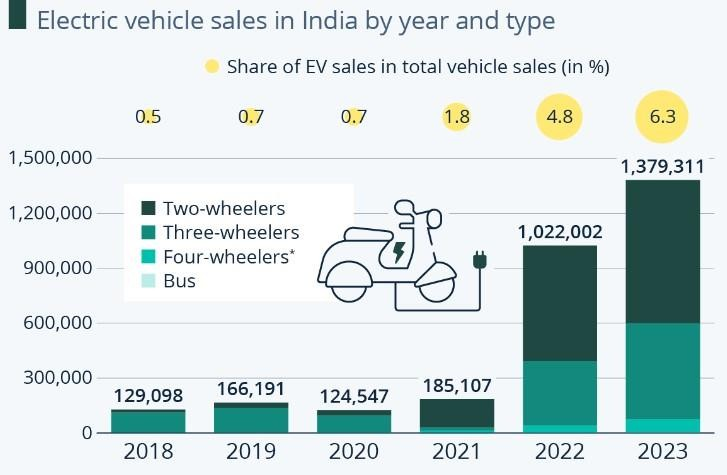 Electric vehicle sales in India by year and type
Share of EV sales in total vehicle sales (in %)
0.5 0.7 0.7 1.8 4.8 6.3
1,500,000
1,379,311
Two-wheelers
Three-wheelers
Four-wheelers*
Bus
1,200,000
1,022,002
900,000
600,000
300,000
129,098 166,191 124,547 185,107
0
2018 2019 2020 2021 2022 2023